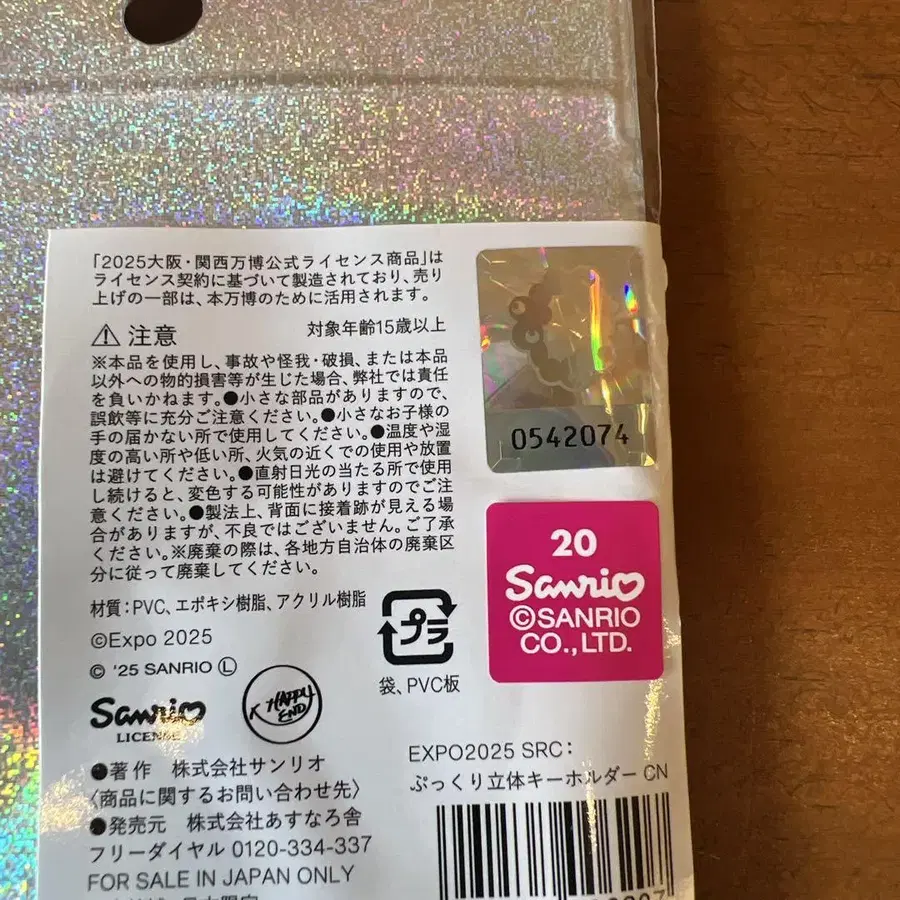 「2025大阪・関西万博公式ライセンス商品」は
ライセンス契約に基づいて製造されており、売り
上げの一部は、本万博のために活用されます。
注意 対象年齢15歳以上
※本品を使用し、事故や怪我・破損、または本品
以外への物的損害等が生じた場合、弊社では責任
を負いかねます。●小さな部品がありますので、
誤飲等に充分ご注意ください。●小さなお子様の
手の届かない所で使用してください。●温度や湿
度の高い所や低い所、火気の近くでの使用や放置
は避けてください。●直射日光の当たる所で使用
し続けると、変色する可能性がありますのでご注
意ください。●製法上、背面に接着跡が見える場
合がありますが、不良ではございません。ご了承
ください。※廃棄の際は、各地方自治体の廃棄区
分に従って廃棄してください。
材質：PVC、エポキシ樹脂、アクリル樹脂
©Expo 2025
© '25 SANRIO Ⓛ
プラ
袋、PVC板
Sanrio
LICENSE
HAPPY
END
●著作 株式会社サンリオ
〈商品に関するお問い合わせ先〉
●発売元 株式会社あすなろ舎
フリーダイヤル 0120-334-337
FOR SALE IN JAPAN ONLY
0542074
20
Sanrio
©SANRIO
CO.,LTD.
EXPO2025 SRC：
ぷっくり立体キーホルダー CN